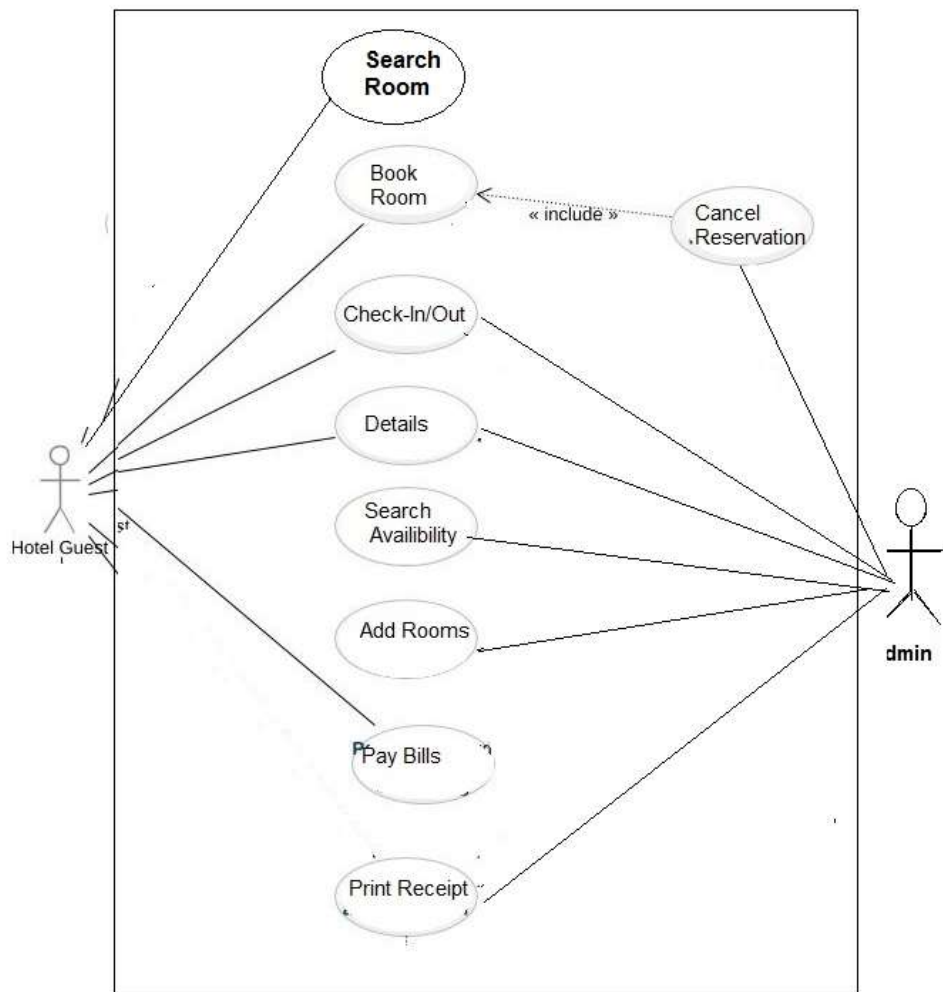 Search
Room
Book
Room
« include »
Cancel
Reservation
Check-In/Out
Details
Search
Availibility
Hotel Guest
st
dmin
Add Rooms
Pay Bills
Print Receipt